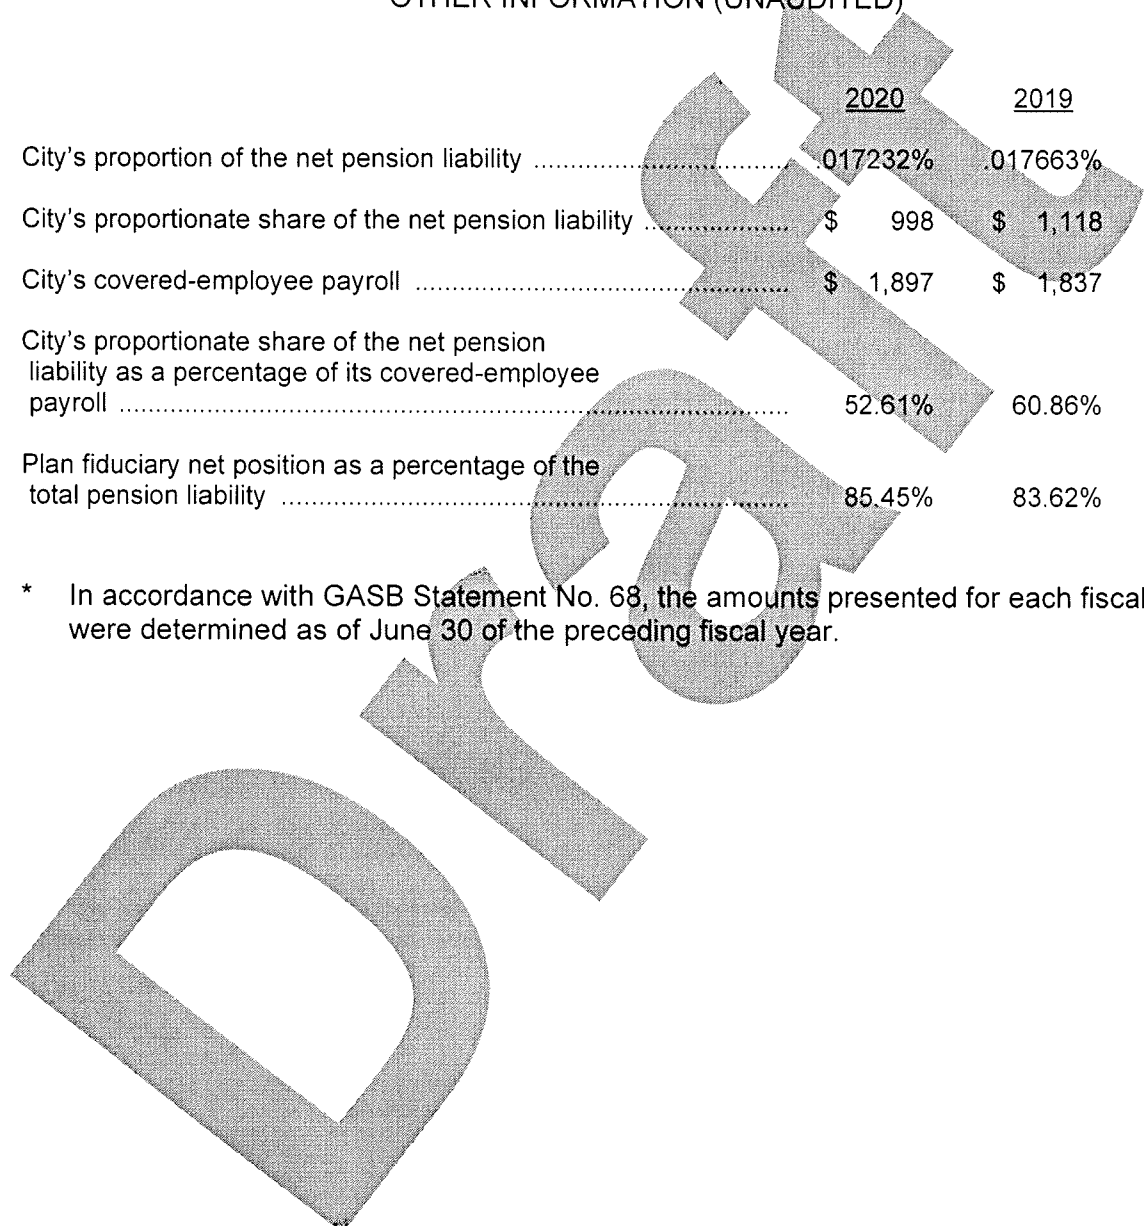 OTHER INFORMATION (UNAUDITED)
2020 2019
City's proportion of the net pension liability .............................. .017232% .017663%
City's proportionate share of the net pension liability ................. $ 998 $ 1,118
City's covered-employee payroll ............................................. $ 1,897 $ 1,837
City's proportionate share of the net pension
liability as a percentage of its covered-employee
payroll ................................................................................ 52.61% 60.86%
Plan fiduciary net position as a percentage of the
total pension liability ............................................................ 85.45% 83.62%
* In accordance with GASB Statement No. 68, the amounts presented for each fiscal
were determined as of June 30 of the preceding fiscal year.
Draft